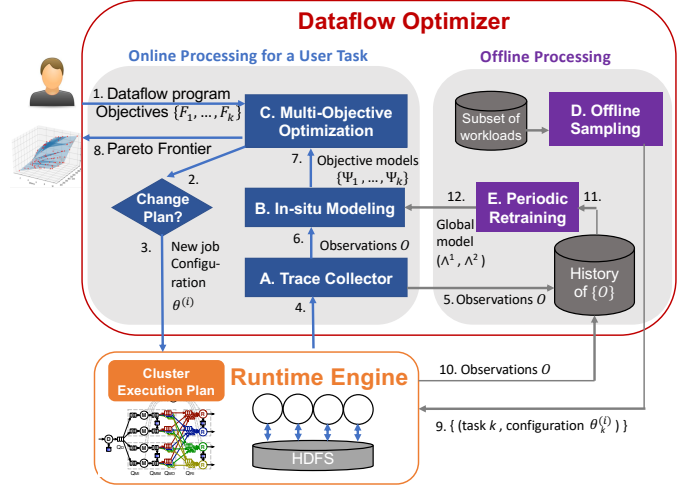 Dataflow Optimizer
Online Processing for a User Task
Offline Processing
1. Dataflow program
Objectives {F₁, …, Fₖ}
C. Multi-Objective
Optimization
8. Pareto Frontier
2.
7.
Objective models
{Ψ₁, …, Ψₖ}
Change
Plan?
B. In-situ Modeling
3.
New job
Configu-
ration
θ⁽ⁱ⁾
6.
Observations O
A. Trace Collector
4.
5. Observations O
Subset of
workloads
D. Offline
Sampling
12.
E. Periodic
Retraining
11.
Global
model
(Λ¹, Λ²)
History
of {O}
Cluster
Execution Plan
Runtime Engine
HDFS
10. Observations O
9. { (task k, configuration θₖ⁽ⁱ⁾) }